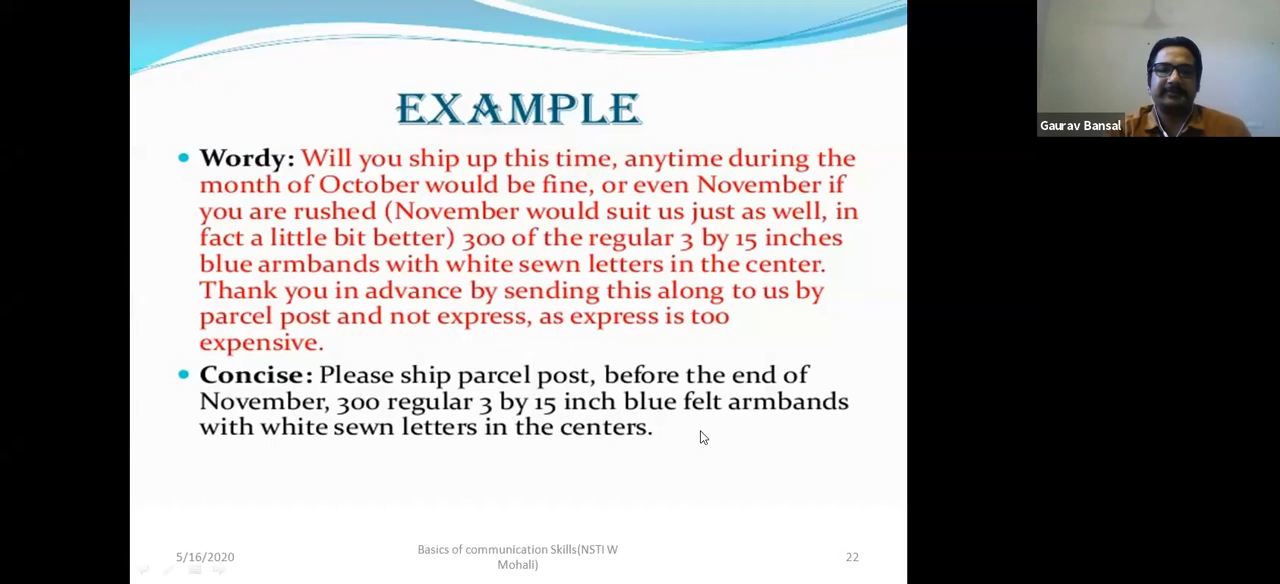 EXAMPLE
Wordy: Will you ship up this time, anytime during the
month of October would be fine, or even November if
you are rushed (November would suit us just as well, in
fact a little bit better) 300 of the regular 3 by 15 inches
blue armbands with white sewn letters in the center.
Thank you in advance by sending this along to us by
parcel post and not express, as express is too
expensive.
Concise: Please ship parcel post, before the end of
November, 300 regular 3 by 15 inch blue felt armbands
with white sewn letters in the centers.
5/16/2020
Basics of communication Skills(NSTI W
Mohali)
22
Gaurav Bansal